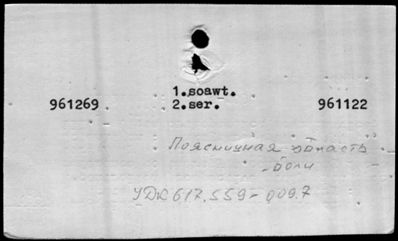 1.soawt.
961269 2.ser. 961122
Поясничная область
- боли
УДК 617.559-009.7